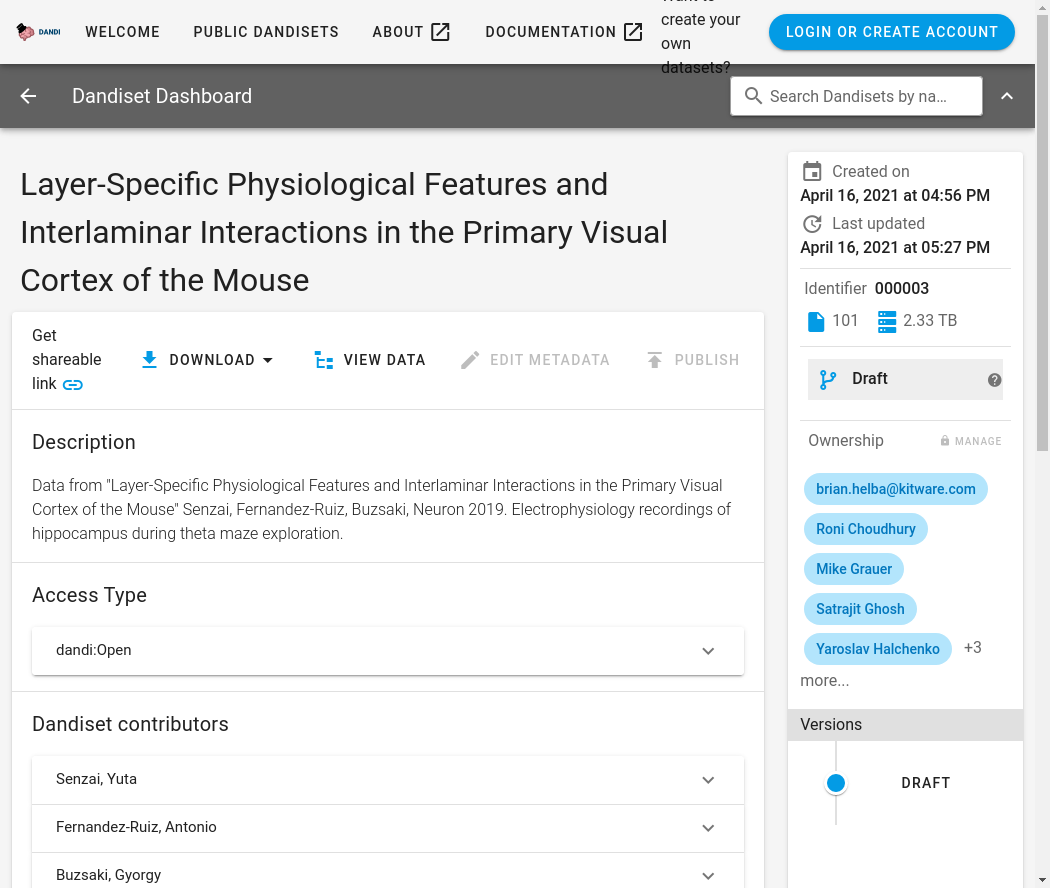 DANDI
WELCOME
PUBLIC DANDISETS
ABOUT
DOCUMENTATION
create your
own
datasets?
LOGIN OR CREATE ACCOUNT
Dandiset Dashboard
Search Dandisets by na...
Layer-Specific Physiological Features and
Interlaminar Interactions in the Primary Visual
Cortex of the Mouse
Get
shareable
link
DOWNLOAD
VIEW DATA
EDIT METADATA
PUBLISH
Description
Data from "Layer-Specific Physiological Features and Interlaminar Interactions in the Primary Visual
Cortex of the Mouse" Senzai, Fernandez-Ruiz, Buzsaki, Neuron 2019. Electrophysiology recordings of
hippocampus during theta maze exploration.
Access Type
dandi:Open
Dandiset contributors
Senzai, Yuta
Fernandez-Ruiz, Antonio
Buzsaki, Gyorgy
Created on
April 16, 2021 at 04:56 PM
Last updated
April 16, 2021 at 05:27 PM
Identifier 000003
101 2.33 TB
Draft
Ownership MANAGE
brian.helba@kitware.com
Roni Choudhury
Mike Grauer
Satrajit Ghosh
Yaroslav Halchenko +3
more...
Versions
DRAFT